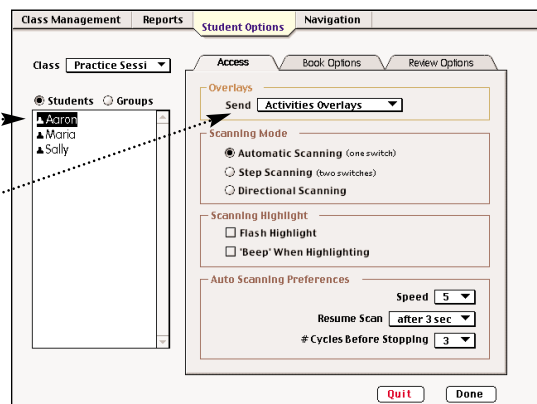 Class Management Reports Student Options Navigation
Class Practice Sessi
Access Book Options Review Options
Students Groups
Aaron
Maria
Sally
Overlays
Send Activities Overlays
Scanning Mode
Automatic Scanning (one switch)
Step Scanning (two switches)
Directional Scanning
Scanning Highlight
Flash Highlight
'Beep' When Highlighting
Auto Scanning Preferences
Speed 5
Resume Scan after 3 sec
# Cycles Before Stopping 3
Quit Done